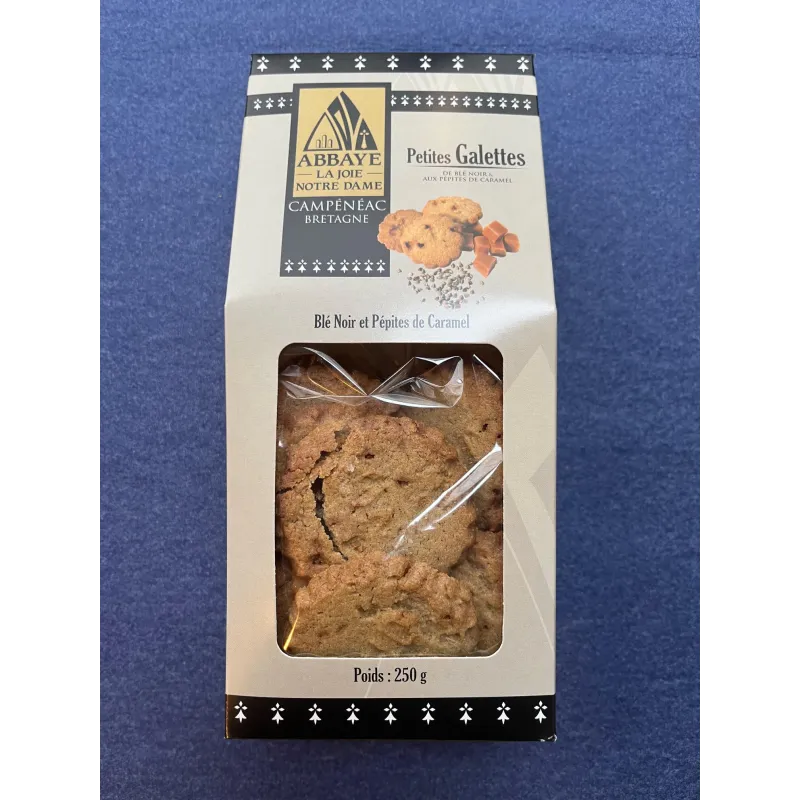 ABBAYE
LA JOIE
NOTRE DAME
CAMPÉNÉAC
BRETAGNE
Petites Galettes
DE BLÉ NOIR &
AUX PÉPITES DE CARAMEL
Blé Noir et Pépites de Caramel
Poids : 250 g